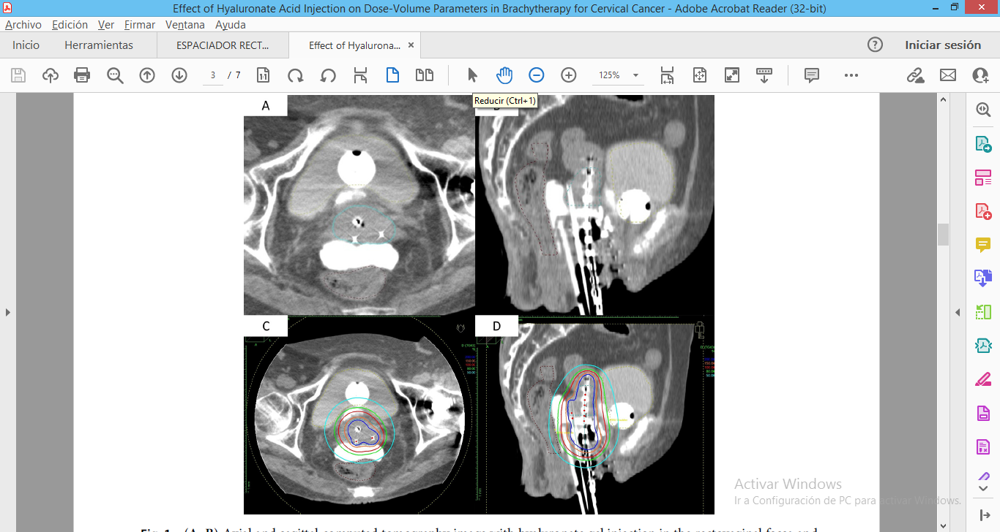 Effect of Hyaluronate Acid Injection on Dose-Volume Parameters in Brachytherapy for Cervical Cancer - Adobe Acrobat Reader (32-bit)
Archivo Edición Ver Firmar Ventana Ayuda
Inicio Herramientas ESPACIADOR RECT... Effect of Hyalurona... × Iniciar sesión
3 / 7 125%
Reducir (Ctrl+1)
A
C
D
Activar Windows
Ir a Configuración de PC para activar Windows.
Fig. 1. (A, B) Axial and sagittal computed tomography image with hyaluronate gel injection in the rectovaginal fossa and